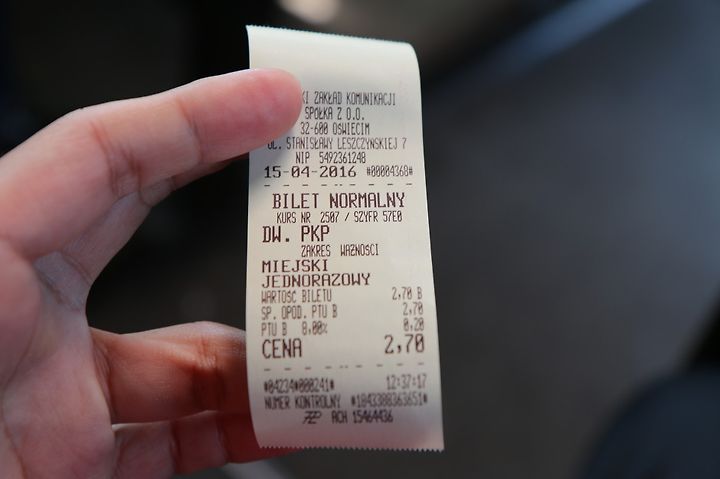 KI ZAKŁAD KOMUNIKACJI
SPÓŁKA Z O.O.
32-600 OŚWIĘCIM
UL. STANISŁAWY LESZCZYŃSKIEJ 7
NIP 5492361248
15-04-2016 #00004368#
BILET NORMALNY
KURS NR 2507 / SZYFR 57E0
DW. PKP
ZAKRES WAŻNOŚCI
MIEJSKI
JEDNORAZOWY
WARTOŚĆ BILETU 2,70 B
SP. OPOD. PTU B 2,70
PTU B 8,00% 0,20
CENA 2,70
#04234#000241# 12:37:17
NUMER KONTROLNY #1843388363651#
ACH 15464436